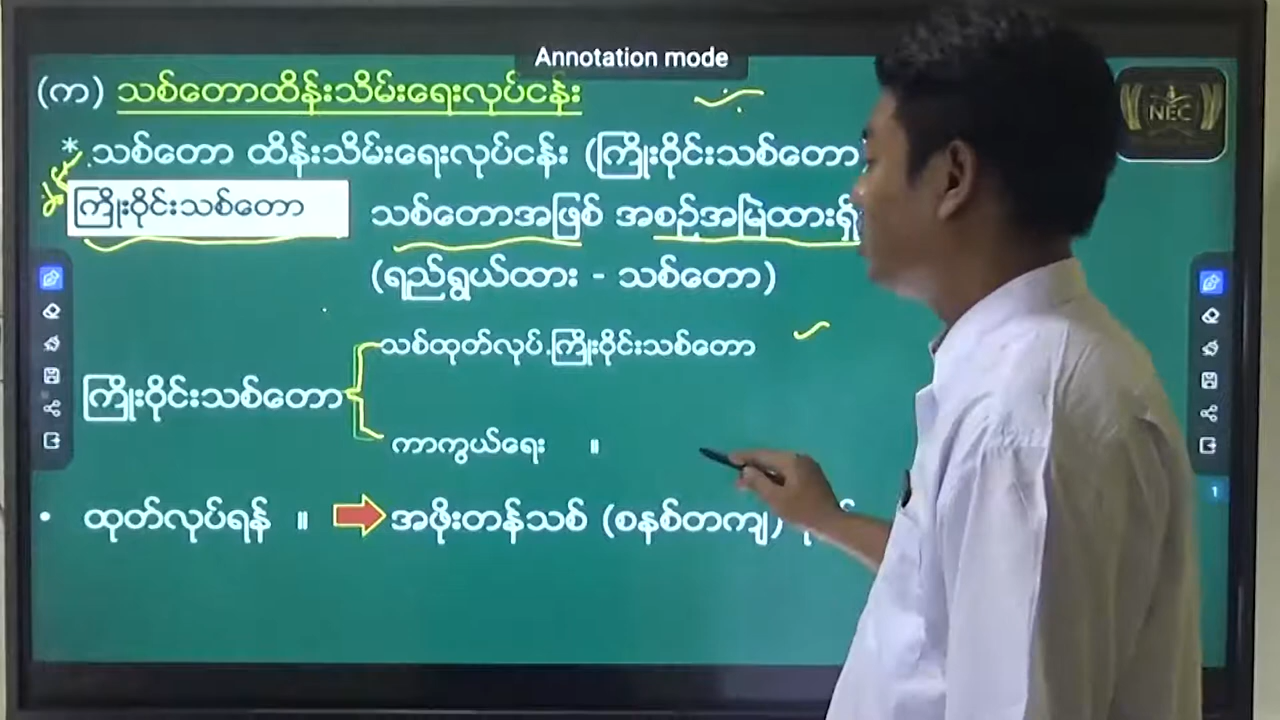 Annotation mode
(က) သစ်တောထိန်းသိမ်းရေးလုပ်ငန်း
NEC
* သစ်တော ထိန်းသိမ်းရေးလုပ်ငန်း (ကြိုးဝိုင်းသစ်တော
ကြိုးဝိုင်းသစ်တော သစ်တောအဖြစ် အစဉ်အမြဲထားရှိ
(ရည်ရွယ်ထား - သစ်တော)
သစ်ထုတ်လုပ်.ကြိုးဝိုင်းသစ်တော
ကြိုးဝိုင်းသစ်တော
ကာကွယ်ရေး ။
1
• ထုတ်လုပ်ရန် ။ အဖိုးတန်သစ် (စနစ်တကျ)